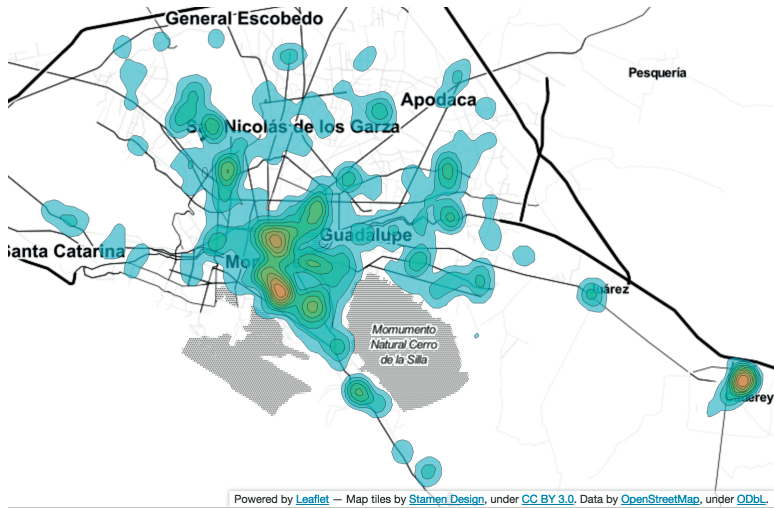 General Escobedo
Pesquería
Apodaca
Nicolás de los Garza
Guadalupe
Santa Catarina
Juárez
Momumento
Natural Cerro
de la Silla
Powered by Leaflet — Map tiles by Stamen Design, under CC BY 3.0. Data by OpenStreetMap, under ODbL.